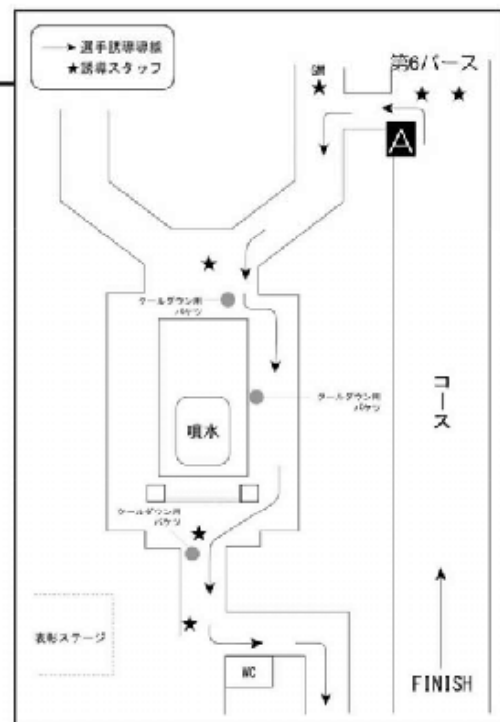 選手誘導導線
★誘導スタッフ
第6パース
A
クールダウン用
バケツ
クールダウン用
バケツ
噴水
コース
クールダウン用
バケツ
表彰ステージ
WC
FINISH